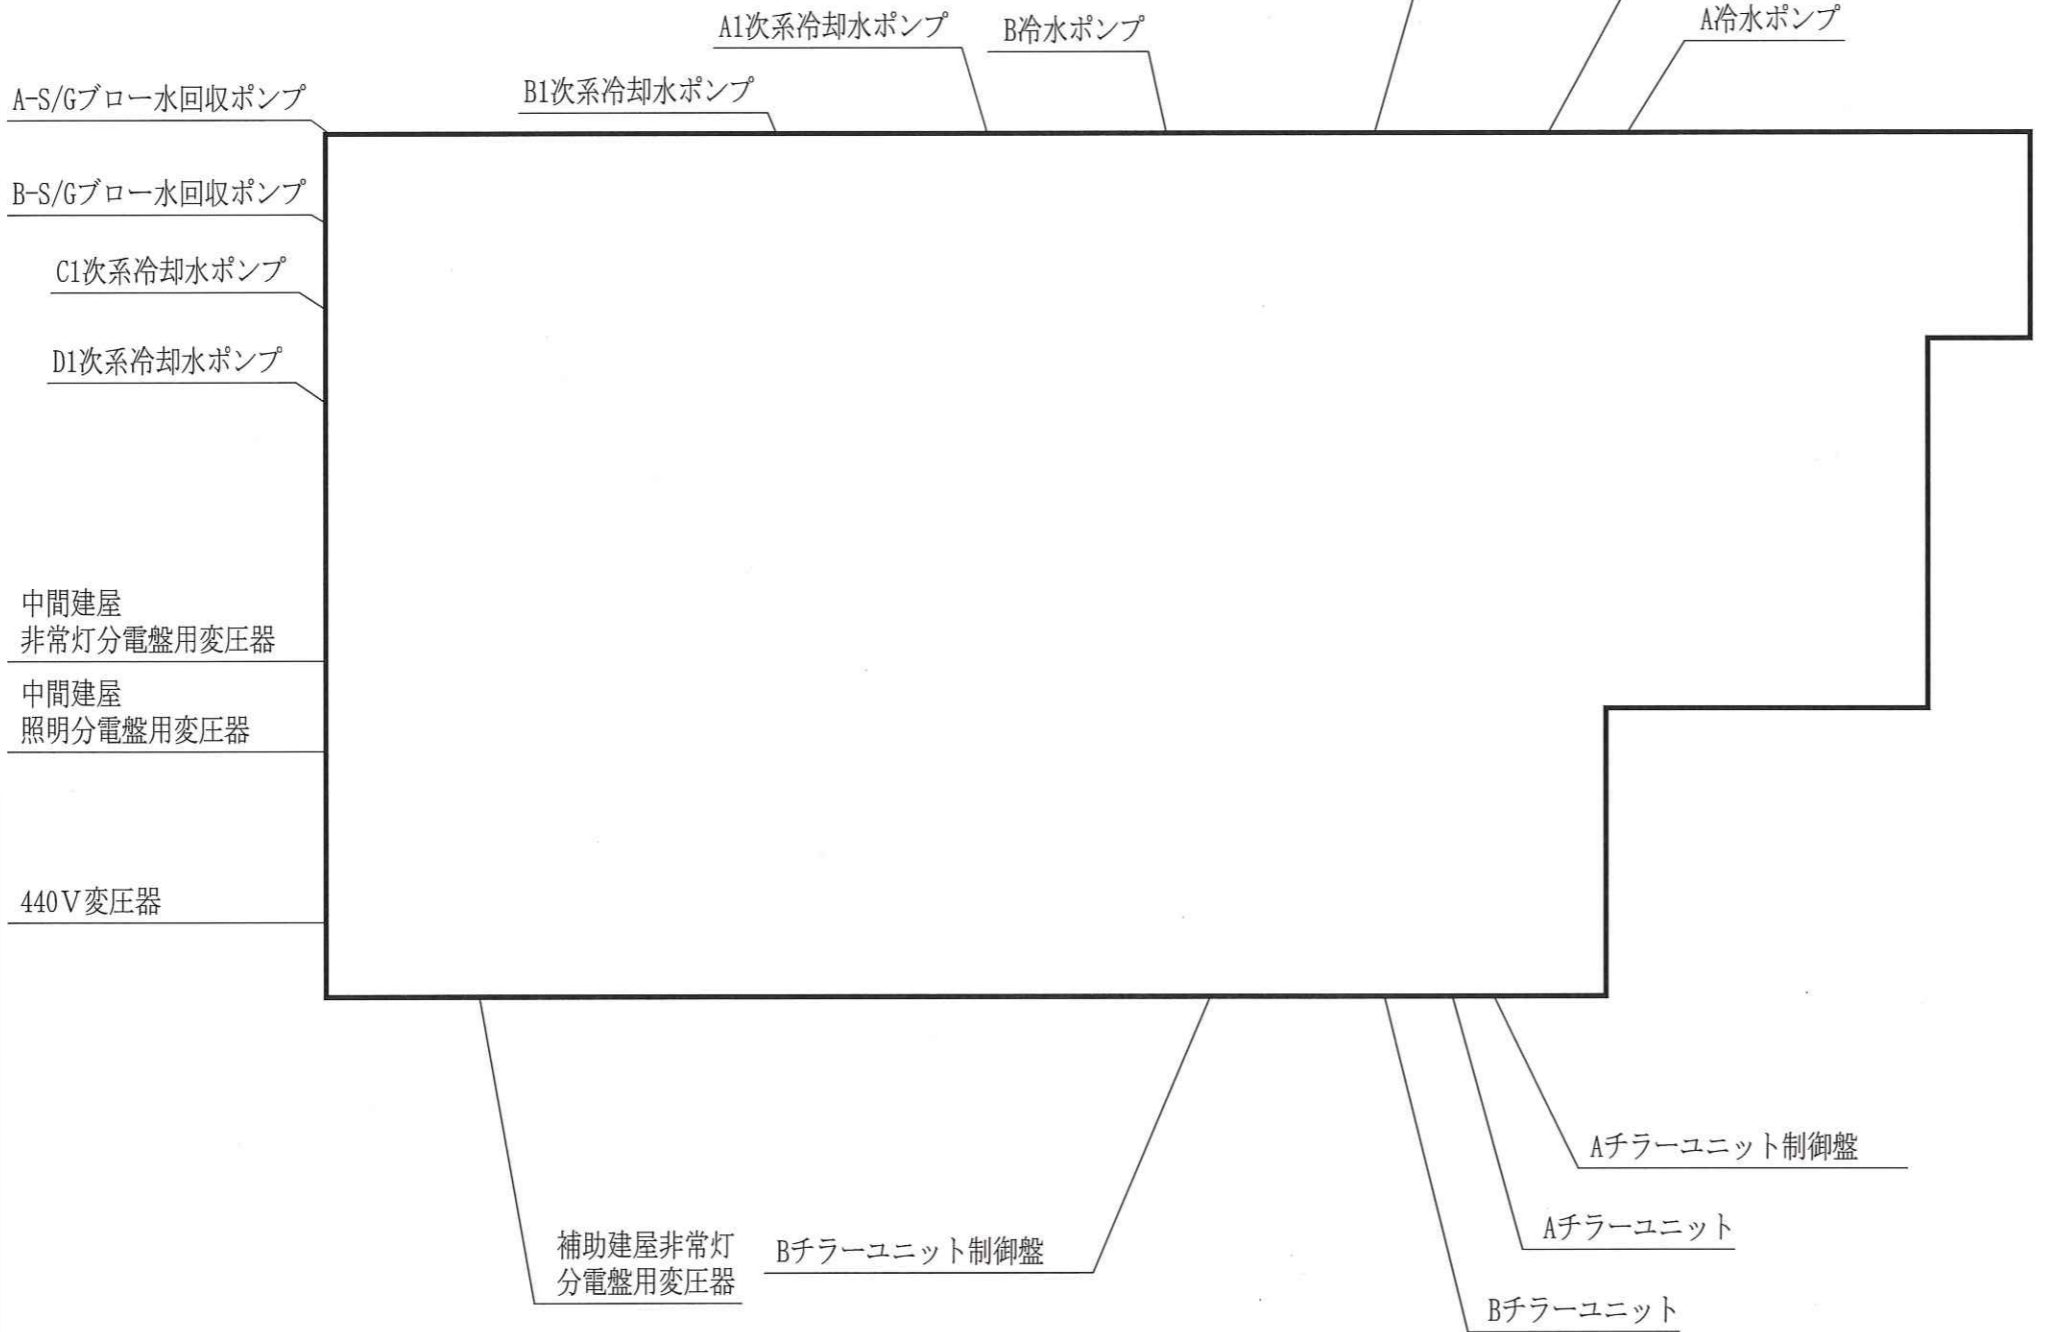 A1次系冷却水ポンプ
B冷水ポンプ
A冷水ポンプ
A-S/Gブロー水回収ポンプ
B1次系冷却水ポンプ
B-S/Gブロー水回収ポンプ
C1次系冷却水ポンプ
D1次系冷却水ポンプ
中間建屋
非常灯分電盤用変圧器
中間建屋
照明分電盤用変圧器
440V変圧器
補助建屋非常灯
分電盤用変圧器
Bチラーユニット制御盤
Aチラーユニット制御盤
Aチラーユニット
Bチラーユニット